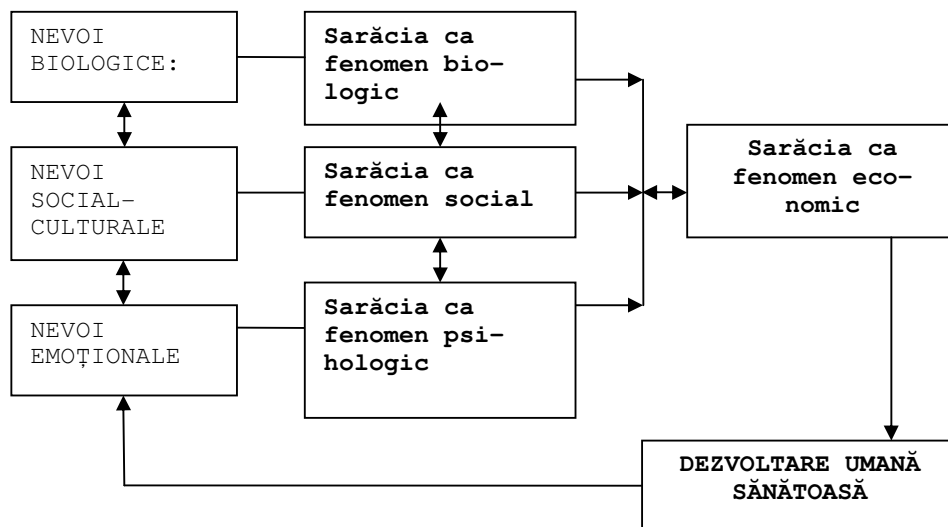 NEVOI
BIOLOGICE:
Sarăcia ca
fenomen bio-
logic
NEVOI
SOCIAL-
CULTURALE
Sarăcia ca
fenomen social
Sarăcia ca
fenomen eco-
nomic
NEVOI
EMOŢIONALE
Sarăcia ca
fenomen psi-
hologic
DEZVOLTARE UMANĂ
SĂNĂTOASĂ